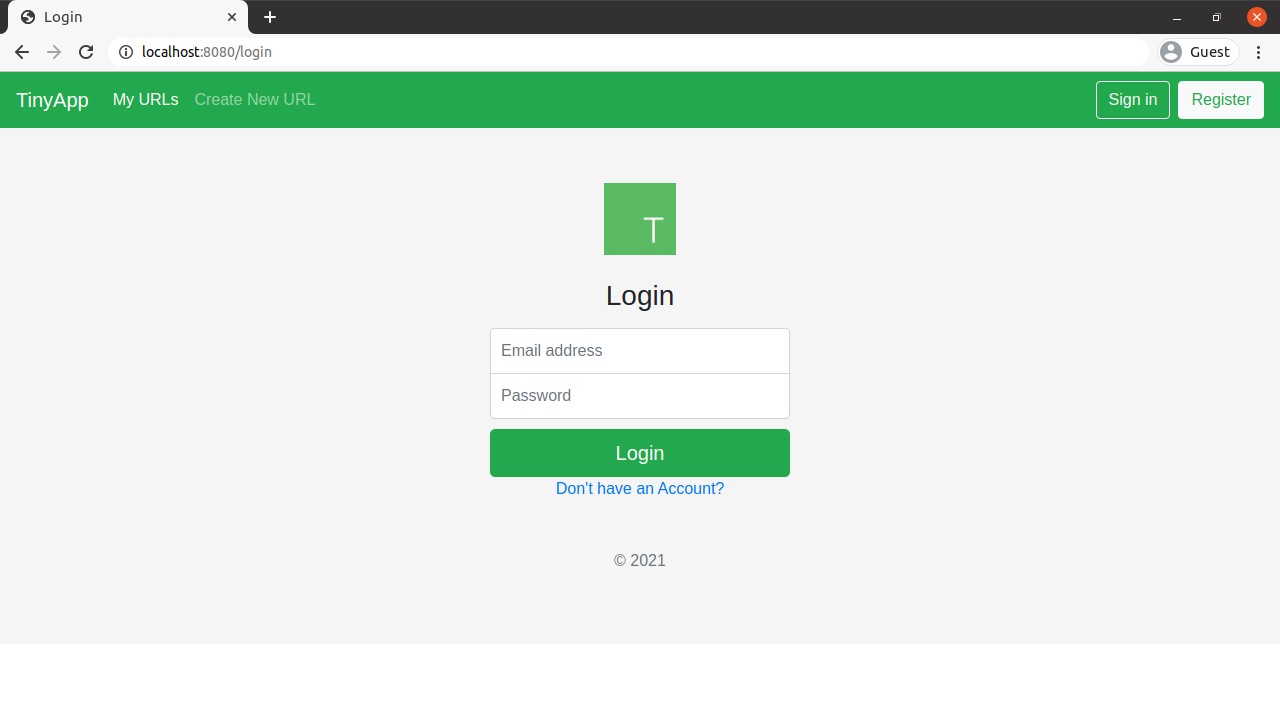 Login
localhost:8080/login
Guest
TinyApp My URLs Create New URL Sign in Register
T
Login
Email address
Password
Login
Don't have an Account?
© 2021